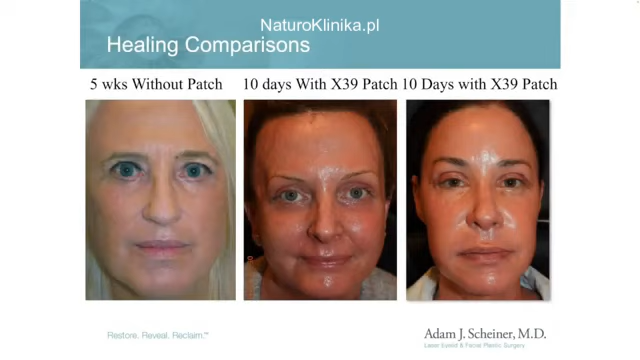 NaturoKlinika.pl
Healing Comparisons
5 wks Without Patch
10 days With X39 Patch
10 Days with X39 Patch
Restore. Reveal. Reclaim.™
Adam J. Scheiner, M.D.
Laser Eyelid & Facial Plastic Surgery